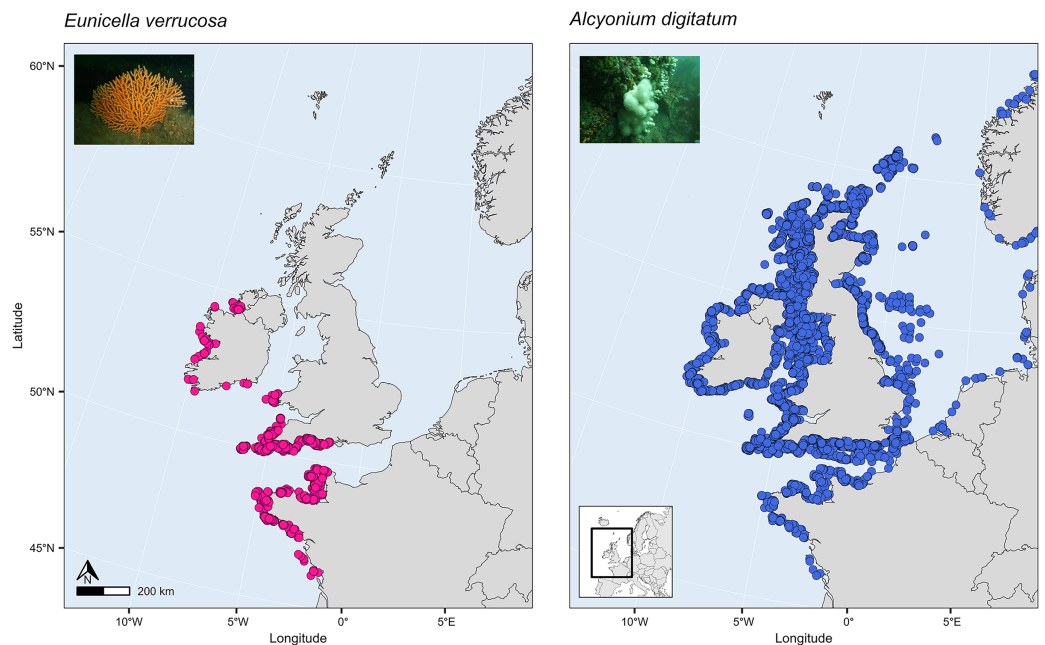 Eunicella verrucosa
Alcyonium digitatum
60°N
55°N
50°N
45°N
Latitude
N
200 km
10°W
5°W
0°
5°E
Longitude
10°W
5°W
0°
5°E
Longitude